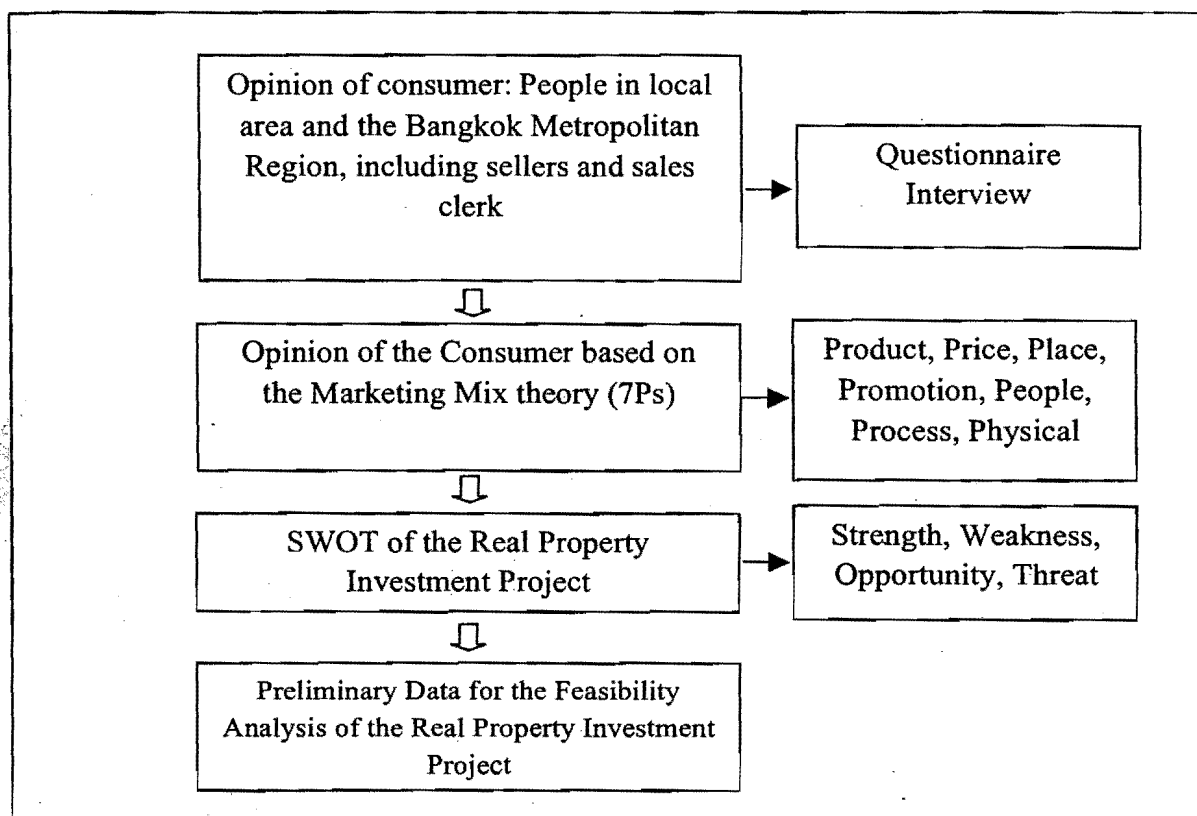 Opinion of consumer: People in local
area and the Bangkok Metropolitan
Region, including sellers and sales
clerk
Questionnaire
Interview
Opinion of the Consumer based on
the Marketing Mix theory (7Ps)
Product, Price, Place,
Promotion, People,
Process, Physical
SWOT of the Real Property
Investment Project
Strength, Weakness,
Opportunity, Threat
Preliminary Data for the Feasibility
Analysis of the Real Property Investment
Project